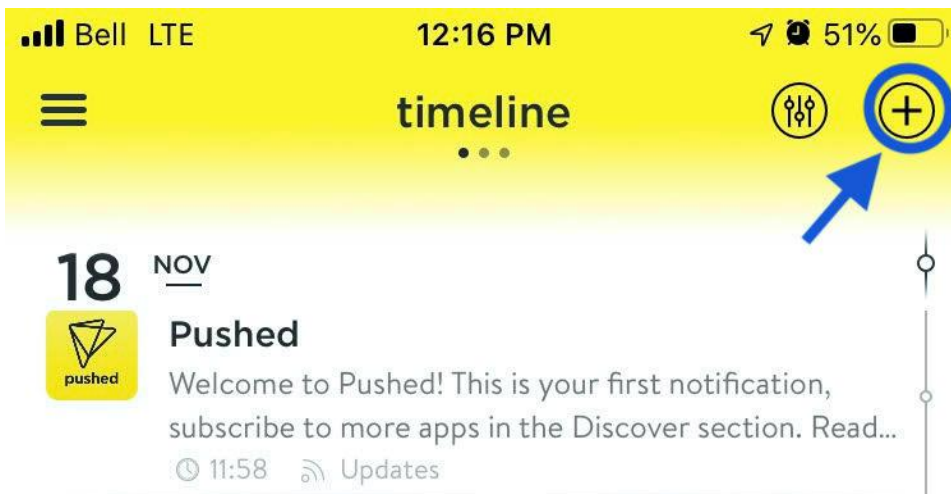 Bell LTE 12:16 PM 51%
timeline
18 NOV
Pushed
pushed
Welcome to Pushed! This is your first notification,
subscribe to more apps in the Discover section. Read...
11:58 Updates